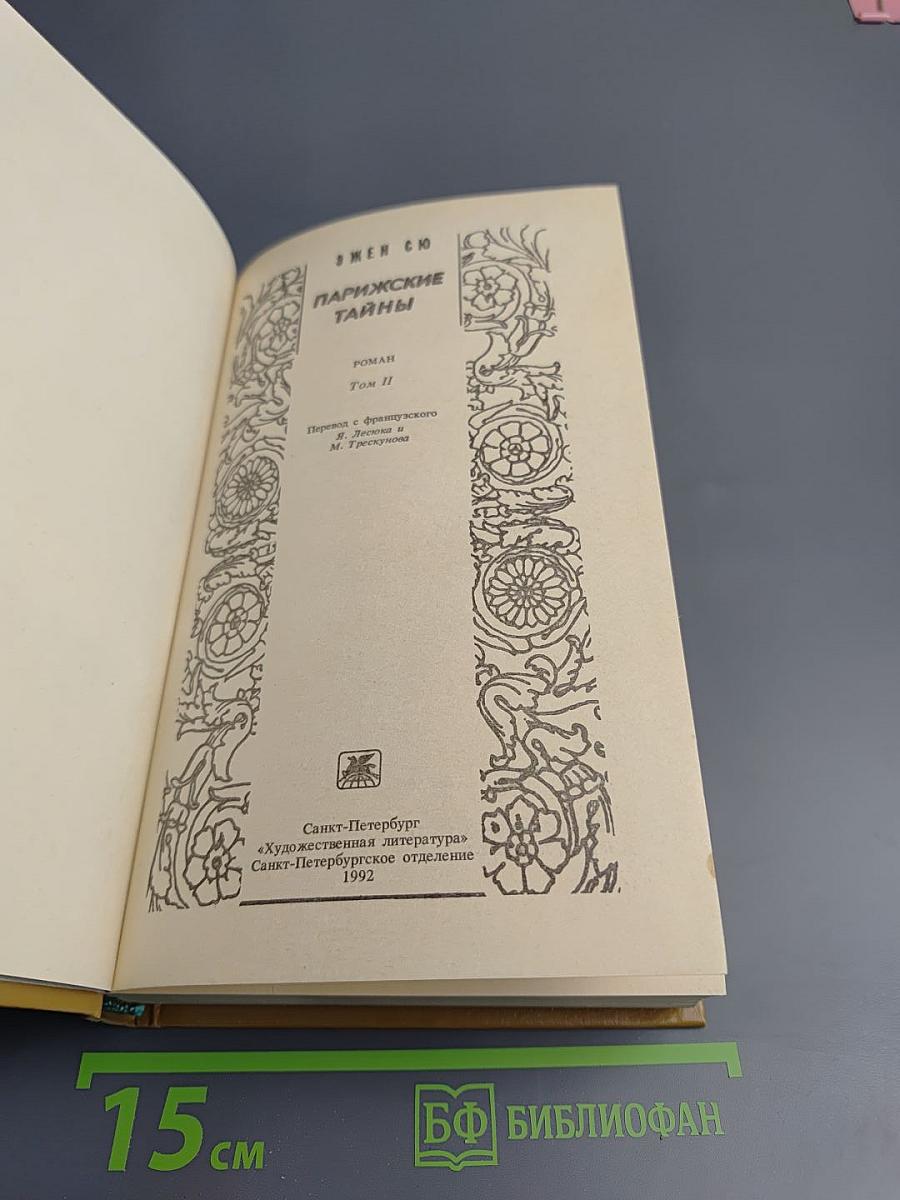 ЭЖЕН СЮ
ПАРИЖСКИЕ
ТАЙНЫ
РОМАН
Том II
Перевод с французского
Я. Лесюка и
М. Трескунова
Санкт-Петербург
«Художественная литература»
Санкт-Петербургское отделение
1992
15 см
БФ БИБЛИОФАН